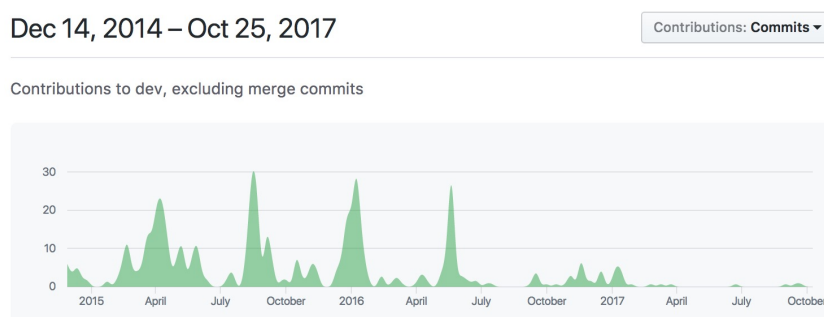 Dec 14, 2014 – Oct 25, 2017
Contributions: Commits
Contributions to dev, excluding merge commits
30
20
10
0
2015 April July October 2016 April July October 2017 April July October